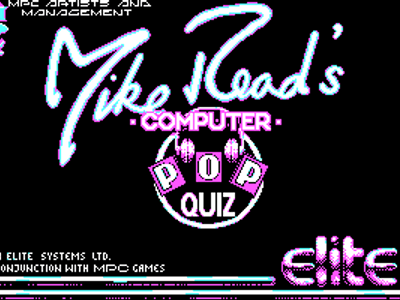 MPC ARTISTS AND
MANAGEMENT
Mike Read's
· COMPUTER ·
POP
QUIZ
ELITE SYSTEMS LTD.
CONJUNCTION WITH MPC GAMES
elite